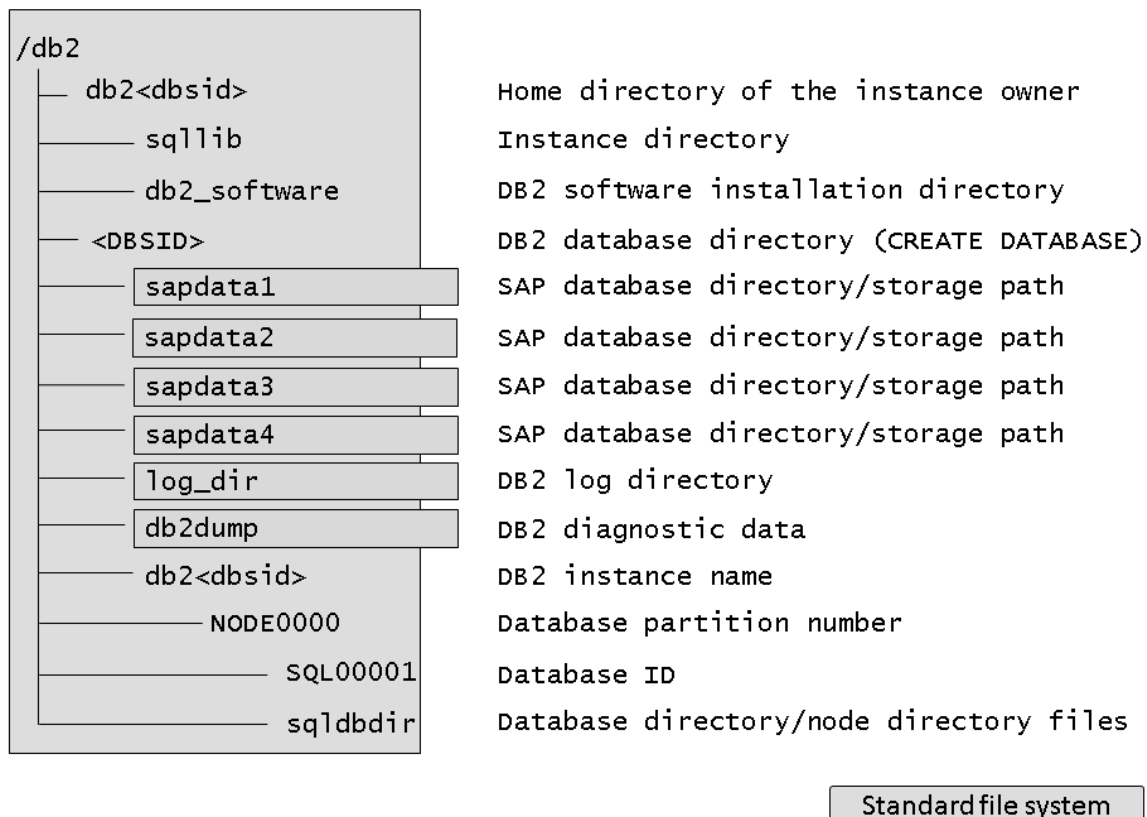 /db2
db2<dbsid> Home directory of the instance owner
sqllib Instance directory
db2_software DB2 software installation directory
<DBSID> DB2 database directory (CREATE DATABASE)
sapdata1 SAP database directory/storage path
sapdata2 SAP database directory/storage path
sapdata3 SAP database directory/storage path
sapdata4 SAP database directory/storage path
log_dir DB2 log directory
db2dump DB2 diagnostic data
db2<dbsid> DB2 instance name
NODE0000 Database partition number
SQL00001 Database ID
sqldbdir Database directory/node directory files
Standard file system